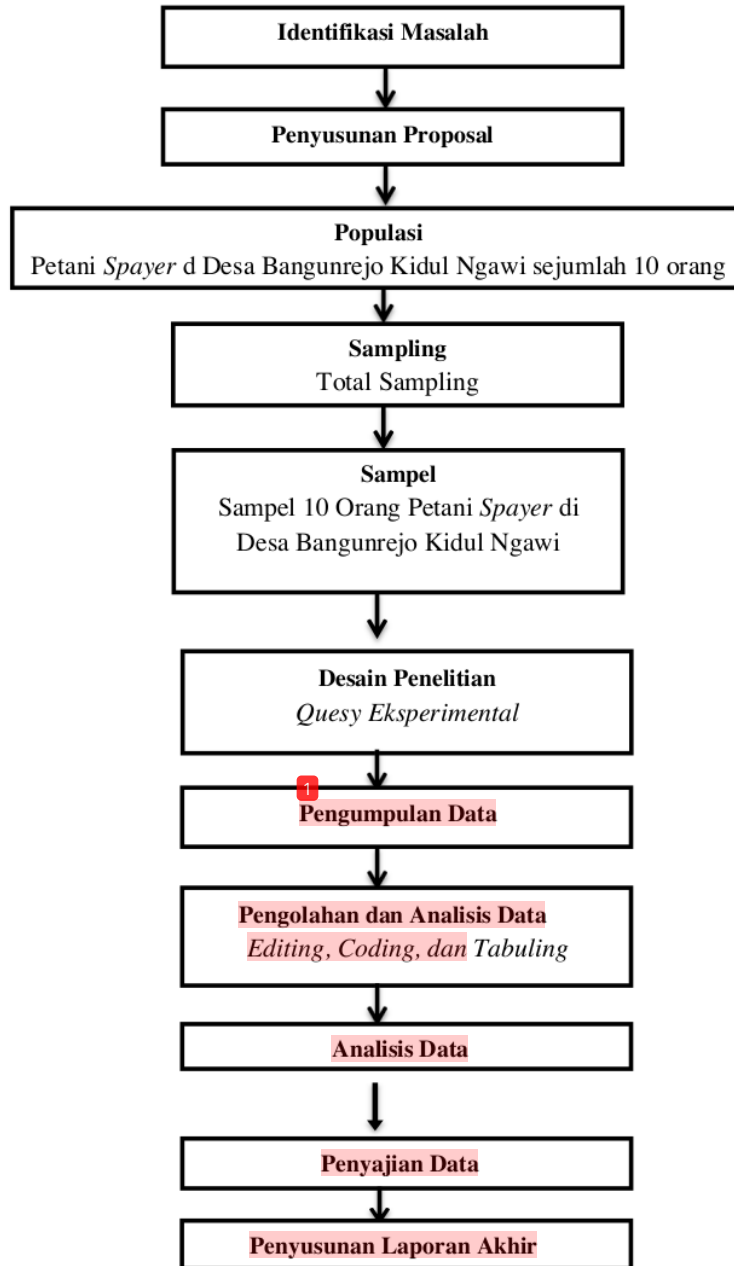 Identifikasi Masalah
Penyusunan Proposal
Populasi
Petani Spayer d Desa Bangunrejo Kidul Ngawi sejumlah 10 orang
Sampling
Total Sampling
Sampel
Sampel 10 Orang Petani Spayer di
Desa Bangunrejo Kidul Ngawi
Desain Penelitian
Quesy Eksperimental
1
Pengumpulan Data
Pengolahan dan Analisis Data
Editing, Coding, dan Tabuling
Analisis Data
Penyajian Data
Penyusunan Laporan Akhir